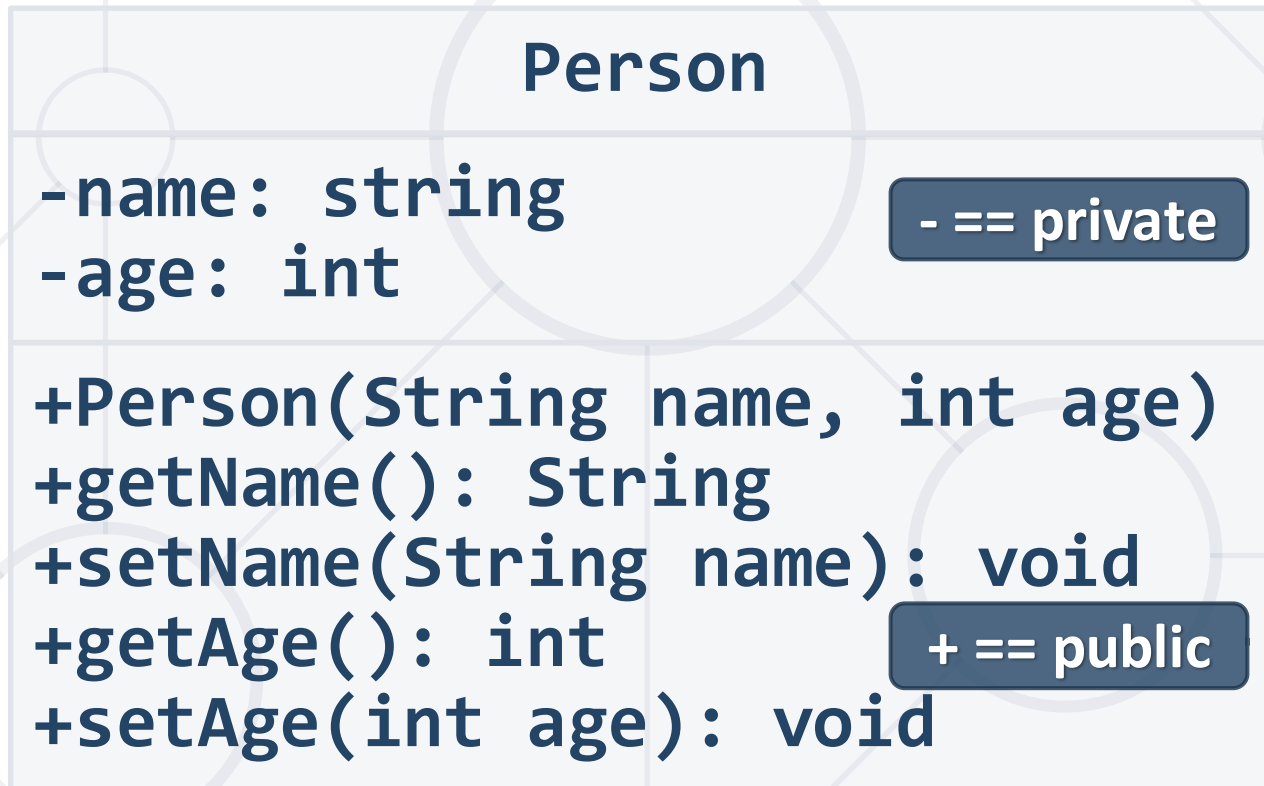 Person
-name: string
- == private
-age: int
+Person(String name, int age)
+getName(): String
+setName(String name): void
+getAge(): int
+ == public
+setAge(int age): void